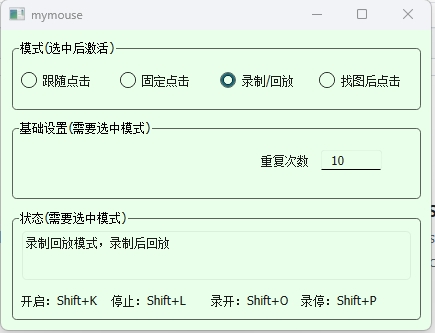 mymouse
模式(选中后激活)
跟随点击 固定点击 录制/回放 找图后点击
基础设置(需要选中模式)
重复次数 10
状态(需要选中模式)
录制回放模式，录制后回放
开启：Shift+K 停止：Shift+L 录开：Shift+O 录停：Shift+P